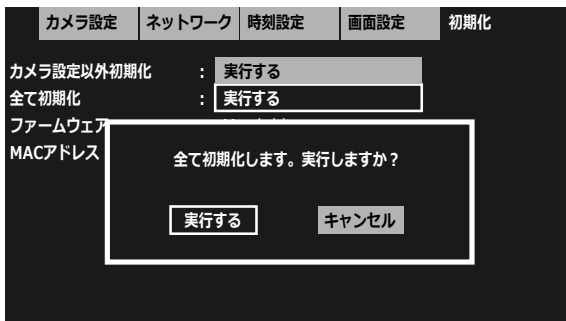 カメラ設定 ネットワーク 時刻設定 画面設定 初期化
カメラ設定以外初期化 : 実行する
全て初期化 : 実行する
ファームウェア
MACアドレス
全て初期化します。実行しますか？
実行する キャンセル